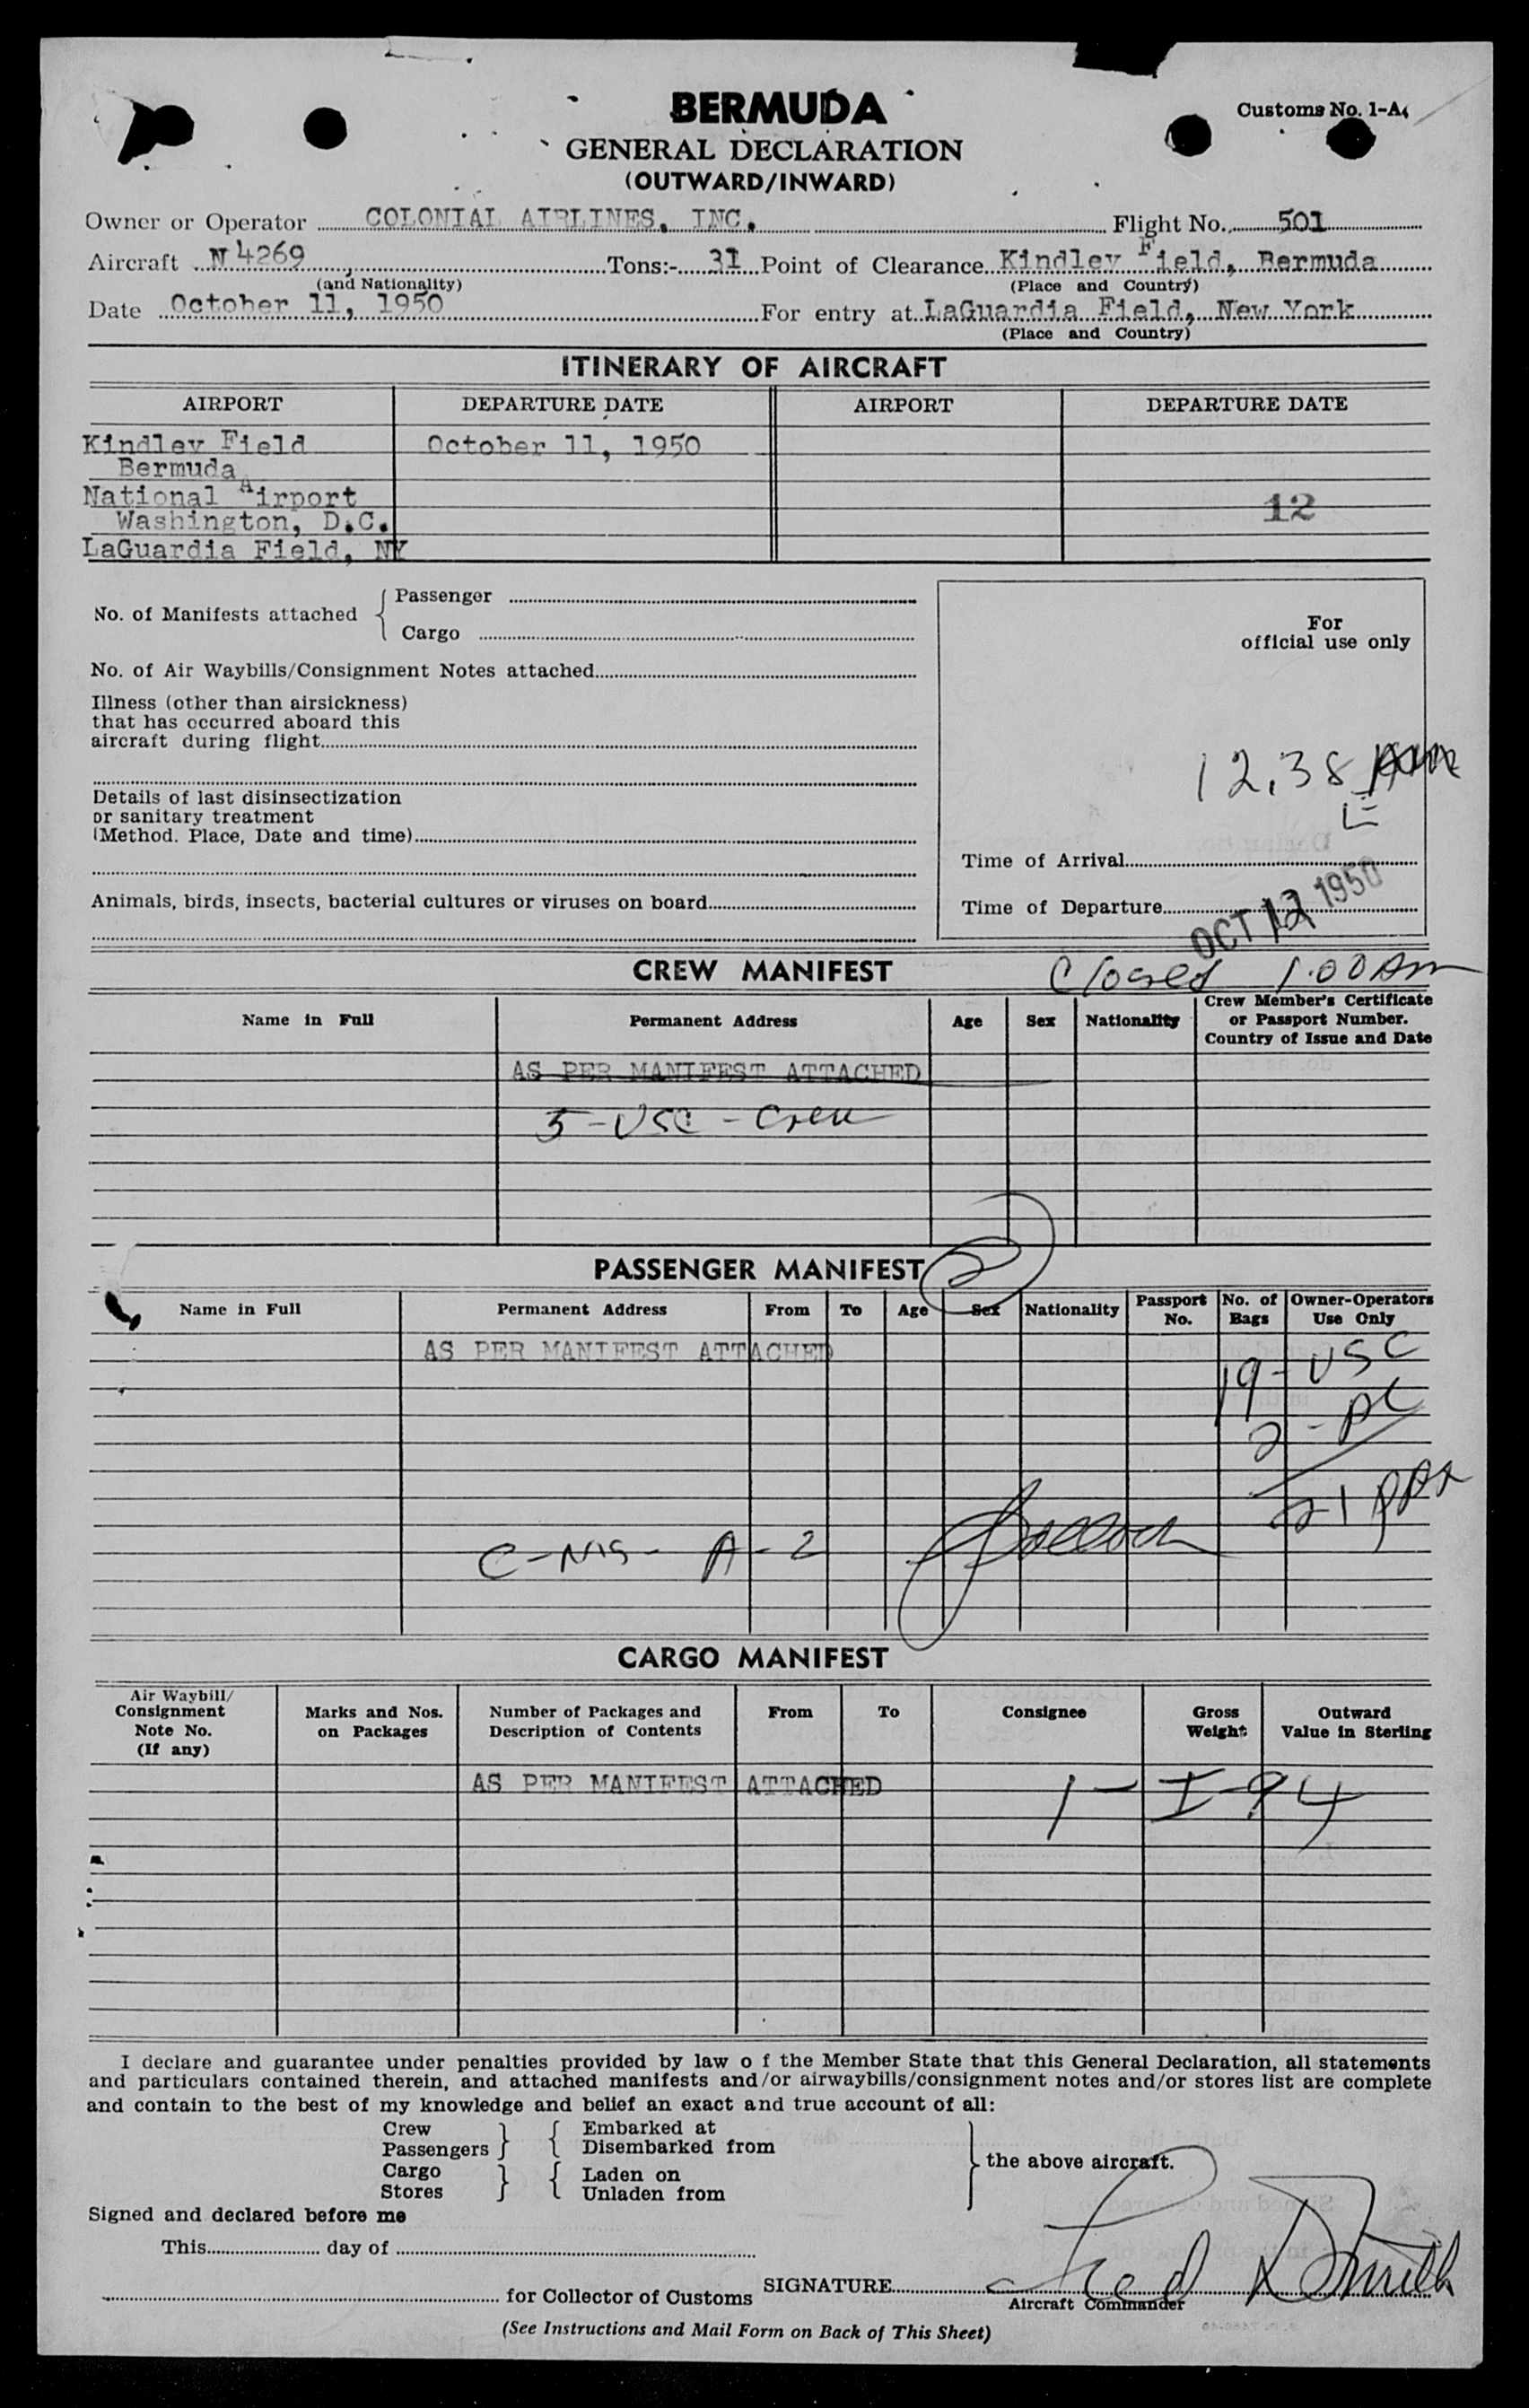 BERMUDA
Customs No. 1-A
GENERAL DECLARATION
(OUTWARD/INWARD)
Owner or Operator COLONIAL AIRLINES, INC. Flight No. 501
Aircraft N 4269 Tons:- 31 Point of Clearance Kindley Field, Bermuda
(and Nationality) (Place and Country)
Date October 11, 1950 For entry at LaGuardia Field, New York
(Place and Country)
ITINERARY OF AIRCRAFT
AIRPORT DEPARTURE DATE AIRPORT DEPARTURE DATE
Kindley Field October 11, 1950
Bermuda
National Airport
12
Washington, D.C.
LaGuardia Field, NY
No. of Manifests attached { Passenger
Cargo
For
official use only
No. of Air Waybills/Consignment Notes attached
Illness (other than airsickness)
that has occurred aboard this
aircraft during flight
12.38 AM
E
Details of last disinsectization
or sanitary treatment
(Method. Place, Date and time)
Time of Arrival
Animals, birds, insects, bacterial cultures or viruses on board
Time of Departure
OCT 12 1950
Closed 1.00 AM
CREW MANIFEST
Name in Full Permanent Address Age Sex Nationality Crew Member's Certificate
or Passport Number.
Country of Issue and Date
AS PER MANIFEST ATTACHED
5-USC-Crew
PASSENGER MANIFEST 2
Name in Full Permanent Address From To Age Sex Nationality Passport No. No. of Bags Owner-Operators Use Only
AS PER MANIFEST ATTACHED
19-USC
2-
21
C- A-2
CARGO MANIFEST
Air Waybill/
Consignment
Note No.
(If any) Marks and Nos.
on Packages Number of Packages and
Description of Contents From To Consignee Gross
Weight Outward
Value in Sterling
AS PER MANIFEST ATTACHED
1-I-94
I declare and guarantee under penalties provided by law o f the Member State that this General Declaration, all statements
and particulars contained therein, and attached manifests and/or airwaybills/consignment notes and/or stores list are complete
and contain to the best of my knowledge and belief an exact and true account of all:
Crew } { Embarked at
Passengers } { Disembarked from
Cargo } { Laden on
Stores } { Unladen from
} the above aircraft.
Signed and declared before me
This day of
for Collector of Customs
SIGNATURE Fred Smith
Aircraft Commander
(See Instructions and Mail Form on Back of This Sheet)